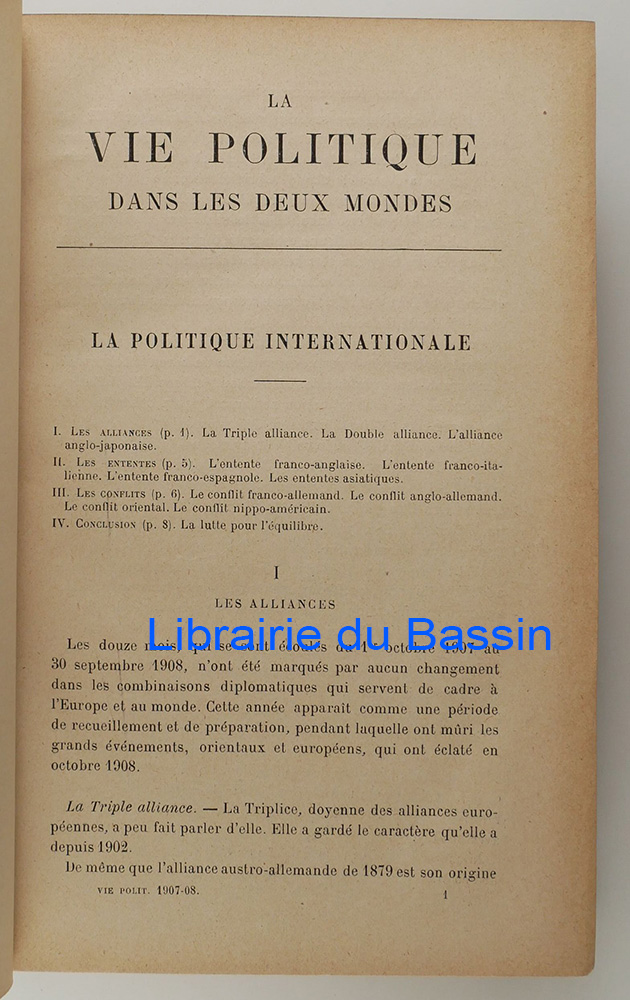 LA
VIE POLITIQUE
DANS LES DEUX MONDES
LA POLITIQUE INTERNATIONALE
I. LES ALLIANCES (p. 1). La Triple alliance. La Double alliance. L'alliance
anglo-japonaise.
II. LES ENTENTES (p. 5). L'entente franco-anglaise. L'entente franco-ita-
lienne. L'entente franco-espagnole. Les ententes asiatiques.
III. LES CONFLITS (p. 6). Le conflit franco-allemand. Le conflit anglo-allemand.
Le conflit oriental. Le conflit nippo-américain.
IV. CONCLUSION (p. 8). La lutte pour l'équilibre.
I
LES ALLIANCES
Librairie du Bassin
Les douze mois, qui se sont écoulés du 1er octobre 1907 au
30 septembre 1908, n'ont été marqués par aucun changement
dans les combinaisons diplomatiques qui servent de cadre à
l'Europe et au monde. Cette année apparaît comme une période
de recueillement et de préparation, pendant laquelle ont mûri les
grands événements, orientaux et européens, qui ont éclaté en
octobre 1908.
La Triple alliance. — La Triplice, doyenne des alliances euro-
péennes, a peu fait parler d'elle. Elle a gardé le caractère qu'elle a
depuis 1902.
De même que l'alliance austro-allemande de 1879 est son origine
VIE POLIT. 1907-08.
1